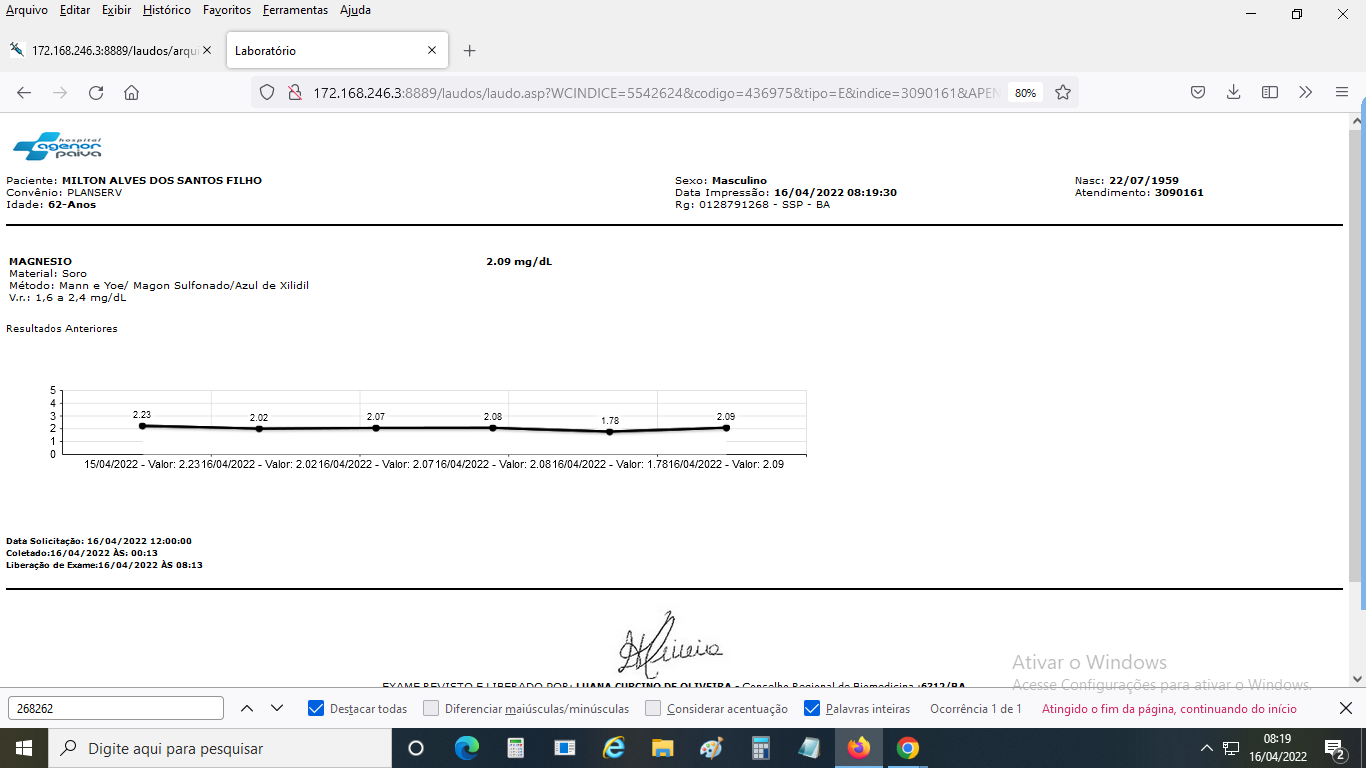 Arquivo Editar Exibir Histórico Favoritos Ferramentas Ajuda
172.168.246.3:8889/laudos/arqui
Laboratório
172.168.246.3:8889/laudos/laudo.asp?WCINDICE=5542624&codigo=436975&tipo=E&indice=3090161&APEN
80%
hospital
agenor
paiva
Paciente: MILTON ALVES DOS SANTOS FILHO
Sexo: Masculino
Nasc: 22/07/1959
Convênio: PLANSERV
Data Impressão: 16/04/2022 08:19:30
Atendimento: 3090161
Idade: 62-Anos
Rg: 0128791268 - SSP - BA
MAGNESIO 2.09 mg/dL
Material: Soro
Método: Mann e Yoe/ Magon Sulfonado/Azul de Xilidil
V.r.: 1,6 a 2,4 mg/dL
Resultados Anteriores
5
4
3
2
1
0
2.23 2.02 2.07 2.08 1.78 2.09
15/04/2022 - Valor: 2.23 16/04/2022 - Valor: 2.02 16/04/2022 - Valor: 2.07 16/04/2022 - Valor: 2.08 16/04/2022 - Valor: 1.78 16/04/2022 - Valor: 2.09
Data Solicitação: 16/04/2022 12:00:00
Coletado:16/04/2022 ÀS: 00:13
Liberação de Exame:16/04/2022 ÀS 08:13
EXAME REVISTO E LIBERADO POR: LUANA CURCINO DE OLIVEIRA - Conselho Regional de Biomedicina :6312/BA
Ativar o Windows
Acesse Configurações para ativar o Windows.
268262
Destacar todas
Diferenciar maiúsculas/minúsculas
Considerar acentuação
Palavras inteiras
Ocorrência 1 de 1
Atingido o fim da página, continuando do início
Digite aqui para pesquisar
08:19
16/04/2022
2